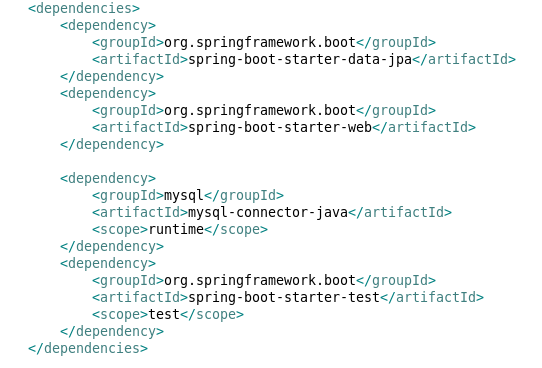 <dependencies>
<dependency>
<groupId>org.springframework.boot</groupId>
<artifactId>spring-boot-starter-data-jpa</artifactId>
</dependency>
<dependency>
<groupId>org.springframework.boot</groupId>
<artifactId>spring-boot-starter-web</artifactId>
</dependency>
<dependency>
<groupId>mysql</groupId>
<artifactId>mysql-connector-java</artifactId>
<scope>runtime</scope>
</dependency>
<dependency>
<groupId>org.springframework.boot</groupId>
<artifactId>spring-boot-starter-test</artifactId>
<scope>test</scope>
</dependency>
</dependencies>